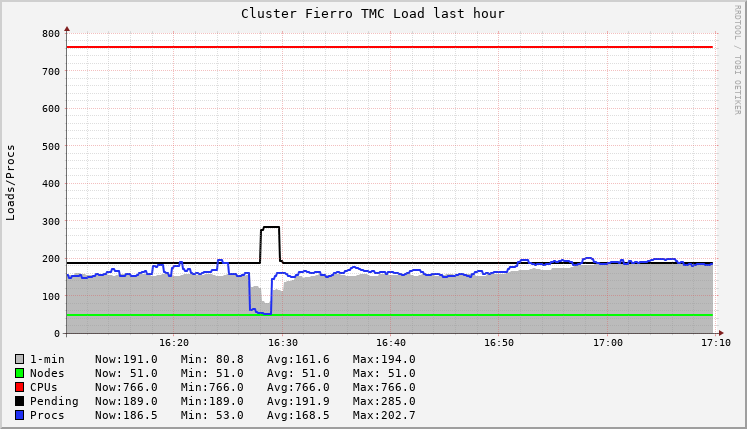 Cluster Fierro TMC Load last hour
RRDTOOL / TOBI OETIKER
Loads/Procs
800
700
600
500
400
300
200
100
0
16:20 16:30 16:40 16:50 17:00 17:10
1-min Now:191.0 Min: 80.8 Avg:161.6 Max:194.0
Nodes Now: 51.0 Min: 51.0 Avg: 51.0 Max: 51.0
CPUs Now:766.0 Min:766.0 Avg:766.0 Max:766.0
Pending Now:189.0 Min:189.0 Avg:191.9 Max:285.0
Procs Now:186.5 Min: 53.0 Avg:168.5 Max:202.7